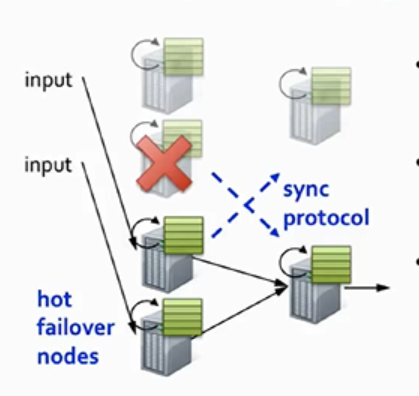 input
input
sync
protocol
hot
failover
nodes